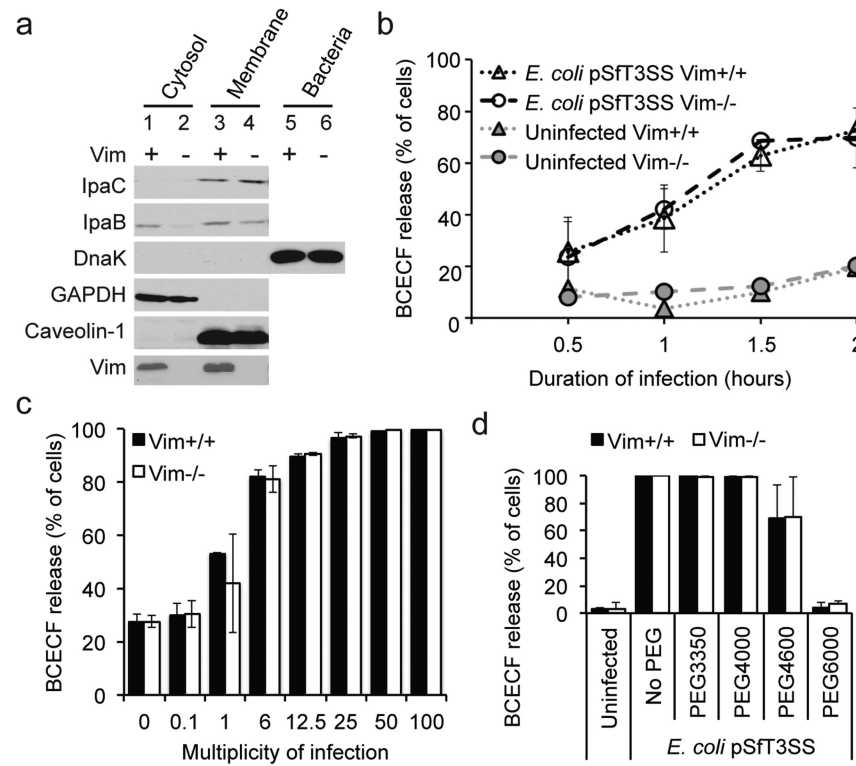 a
Cytosol
Membrane
Bacteria
1 2 3 4 5 6
Vim + - + - + -
IpaC
IpaB
DnaK
GAPDH
Caveolin-1
Vim
b
BCECF release (% of cells)
100
80
60
40
20
0
E. coli pSfT3SS Vim+/+
E. coli pSfT3SS Vim-/-
Uninfected Vim+/+
Uninfected Vim-/-
0.5 1 1.5 2
Duration of infection (hours)
c
BCECF release (% of cells)
100
80
60
40
20
0
Vim+/+
Vim-/-
0 0.1 1 6 12.5 25 50 100
Multiplicity of infection
d
Vim+/+ Vim-/-
BCECF release (% of cells)
100
80
60
40
20
0
Uninfected
No PEG
PEG3350
PEG4000
PEG4600
PEG6000
E. coli pSfT3SS